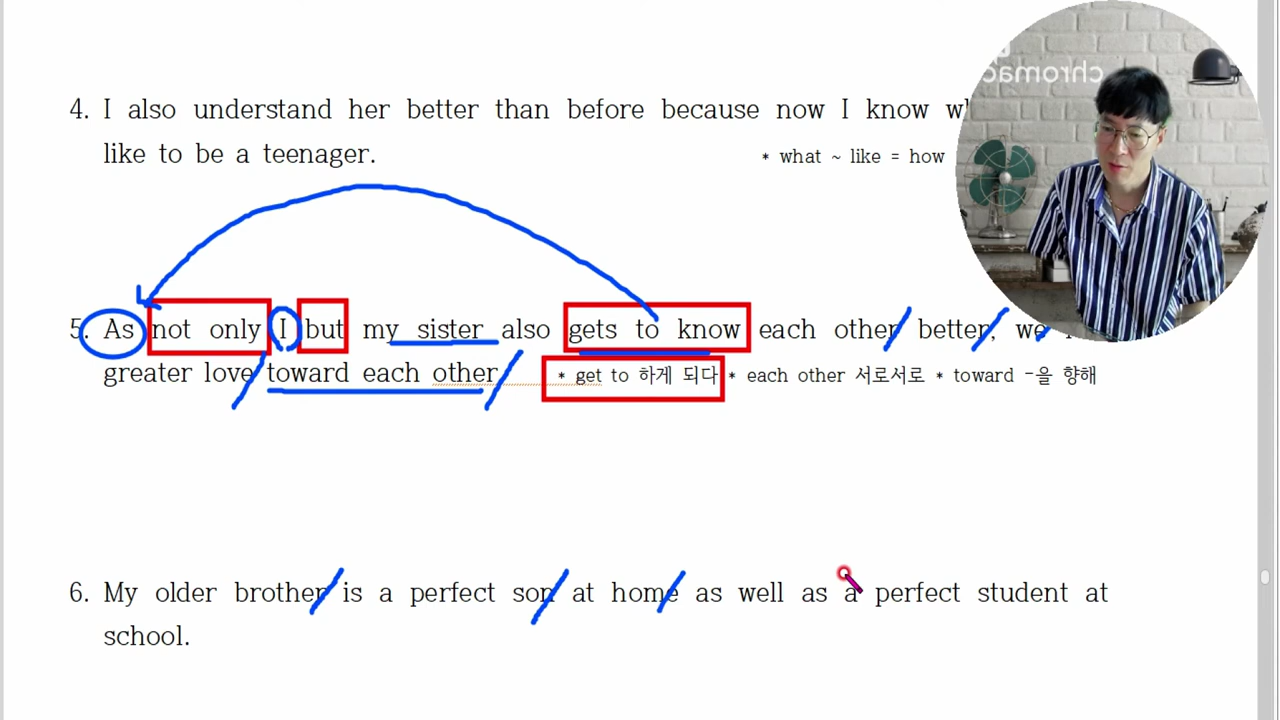 4. I also understand her better than before because now I know
like to be a teenager.
* what ~ like = how
5. As not only I but my sister also gets to know each other better, we
greater love toward each other
* get to 하게 되다 * each other 서로서로 * toward -을 향해
6. My older brother is a perfect son at home as well as a perfect student at
school.